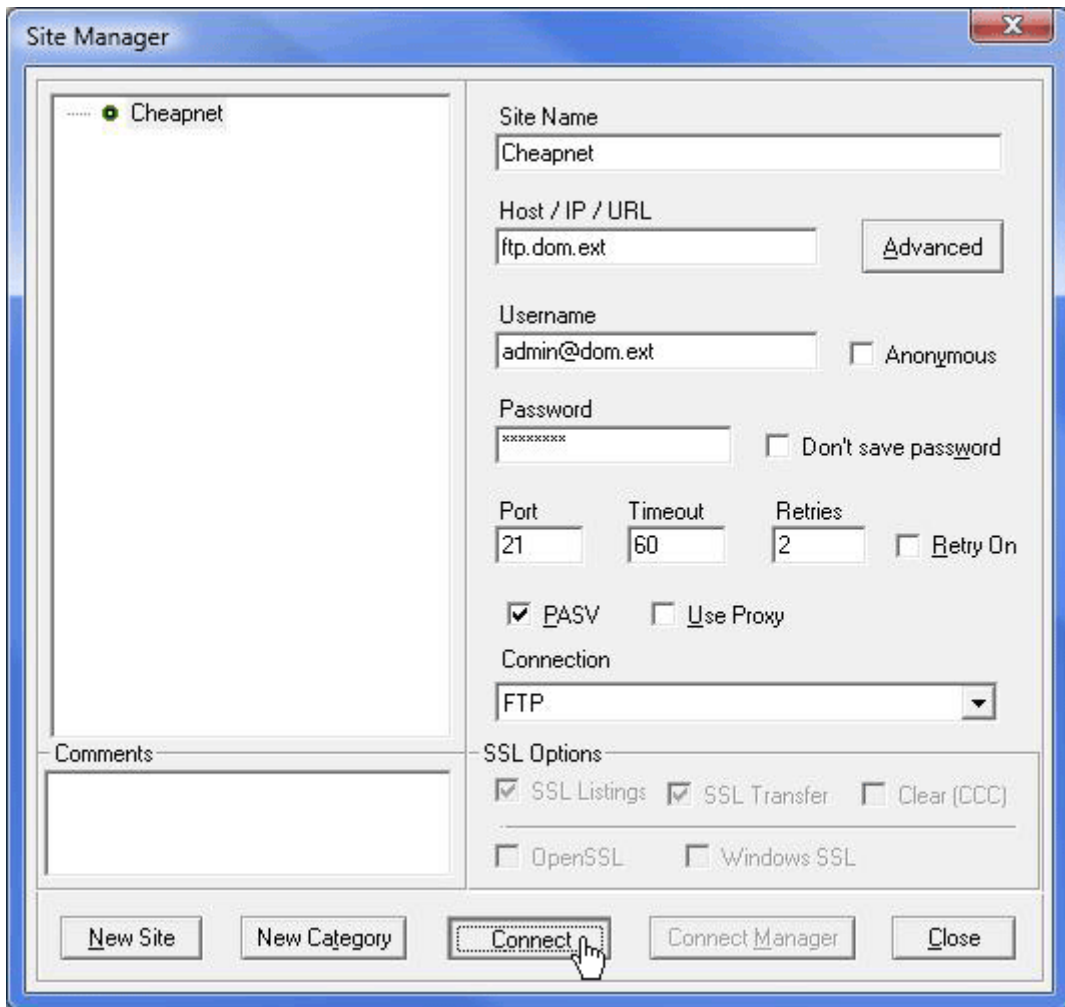 Site Manager
Cheapnet
Site Name
Cheapnet
Host / IP / URL
ftp.dom.ext
Advanced
Username
admin@dom.ext
Anonymous
Password
********
Don't save password
Port Timeout Retries
21 60 2 Retry On
PASV Use Proxy
Connection
FTP
Comments
SSL Options
SSL Listings SSL Transfer Clear (CCC)
OpenSSL Windows SSL
New Site New Category Connect Connect Manager Close